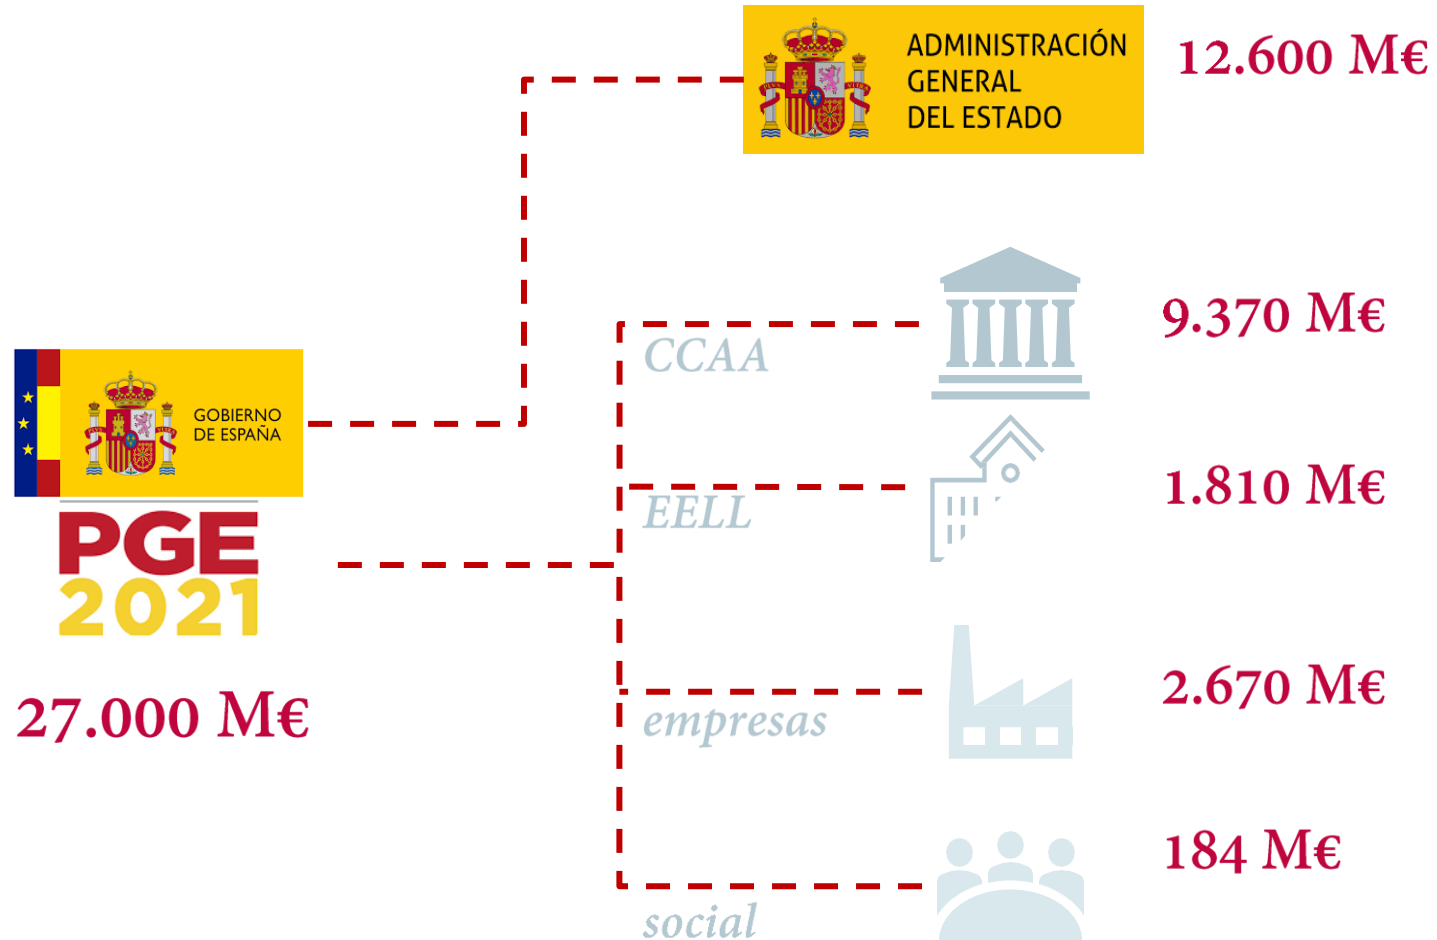 ADMINISTRACIÓN
GENERAL
DEL ESTADO
12.600 M€
CCAA
9.370 M€
GOBIERNO
DE ESPAÑA
EELL
1.810 M€
PGE
2021
27.000 M€
empresas
2.670 M€
social
184 M€